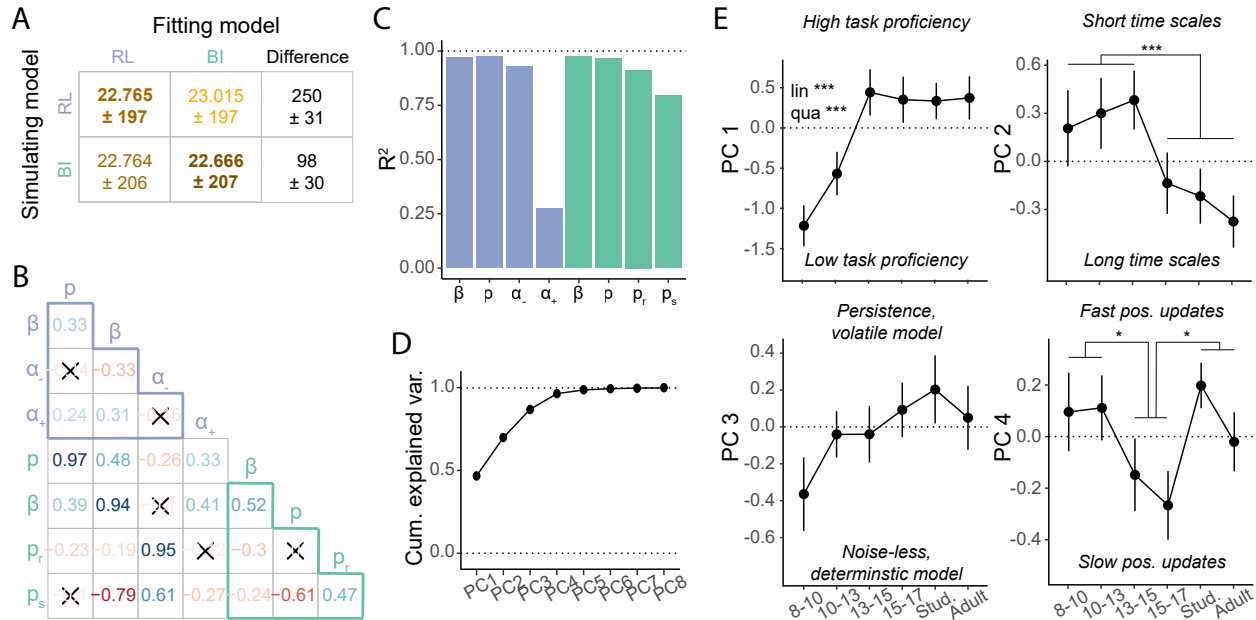 A
Fitting model
RL BI Difference
Simulating model
RL
22.765 23.015 250
± 197 ± 197 ± 31
BI
22.764 22.666 98
± 206 ± 207 ± 30
B
p
β 0.33 β
α₋ −0.33 α₋
α₊ 0.24 0.31 α₊
p 0.97 0.48 −0.26 0.33 β
β 0.39 0.94 0.41 0.52 p
pᵣ −0.23 −0.19 0.95 −0.3 pᵣ
pₛ −0.79 0.61 −0.27 −0.24 −0.61 0.47
C
R²
1.00
0.75
0.50
0.25
0.00
β p α₋ α₊ β p pᵣ pₛ
D
Cum. explained var.
1.0
0.5
0.0
PC1 PC2 PC3 PC4 PC5 PC6 PC7 PC8
E
High task proficiency
PC 1
0.5
0.0
-0.5
-1.0
-1.5
lin ***
qua ***
Low task proficiency
Short time scales
PC 2
0.6
0.3
0.0
-0.3
***
Long time scales
Persistence,
volatile model
PC 3
0.4
0.2
0.0
-0.2
-0.4
-0.6
Noise-less,
determinstic model
8-10 10-13 13-15 15-17 Stud. Adult
Fast pos. updates
PC 4
* *
0.2
0.0
-0.2
-0.4
Slow pos. updates
8-10 10-13 13-15 15-17 Stud. Adult